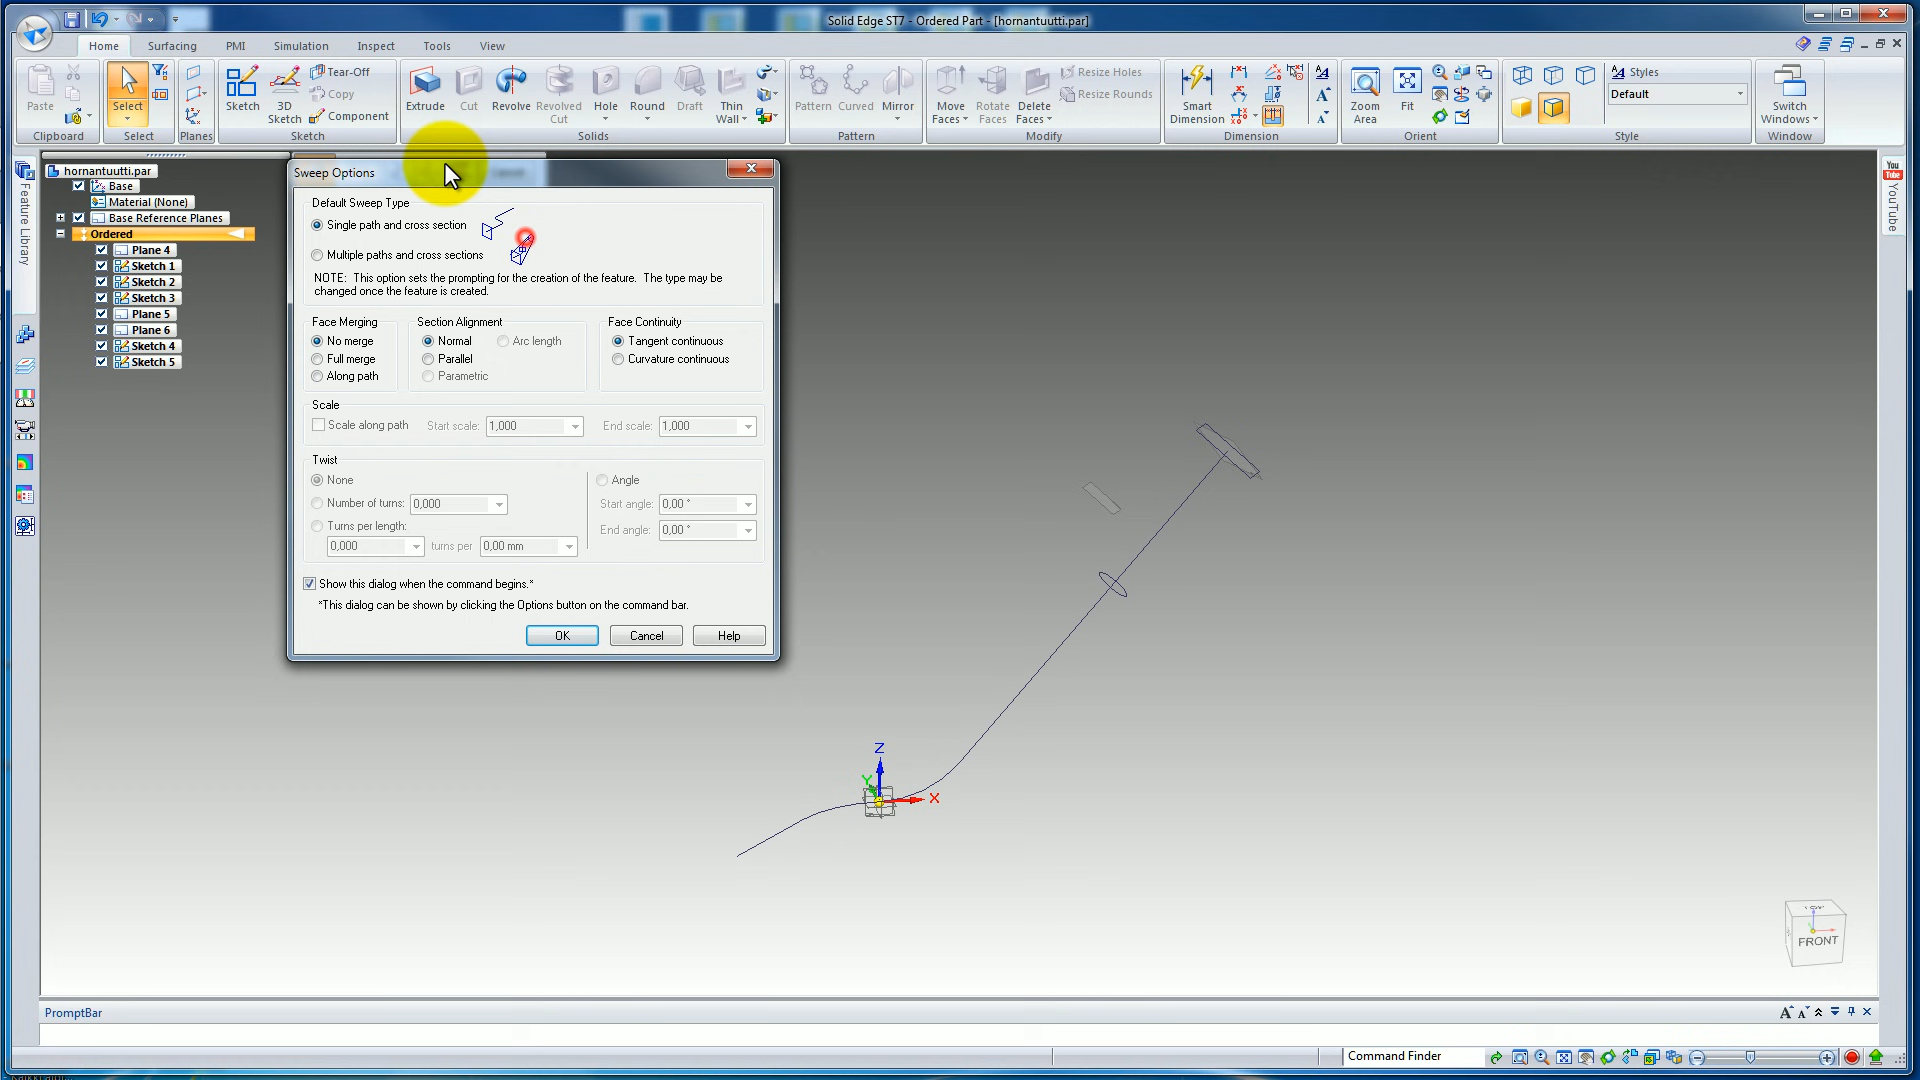 Solid Edge ST7 - Ordered Part - [hornantuutti.par]
Home Surfacing PMI Simulation Inspect Tools View
Paste
Clipboard
Select
Select
Planes
Sketch
3D Sketch
Tear-Off
Copy
Component
Sketch
Extrude
Cut
Revolve
Revolved Cut
Hole
Round
Draft
Thin Wall
Solids
Pattern
Curved
Mirror
Pattern
Move Faces
Rotate Faces
Delete Faces
Resize Holes
Resize Rounds
Modify
Smart Dimension
Dimension
Zoom Area
Fit
Orient
Styles
Default
Style
Switch Windows
Window
Feature Library
hornantuutti.par
Base
Material (None)
Base Reference Planes
Ordered
Plane 4
Sketch 1
Sketch 2
Sketch 3
Plane 5
Plane 6
Sketch 4
Sketch 5
Sweep Options
Default Sweep Type
Single path and cross section
Multiple paths and cross sections
NOTE: This option sets the prompting for the creation of the feature. The type may be
changed once the feature is created.
Face Merging
No merge
Full merge
Along path
Section Alignment
Normal
Arc length
Parallel
Parametric
Face Continuity
Tangent continuous
Curvature continuous
Scale
Scale along path Start scale: 1,000 End scale: 1,000
Twist
None
Number of turns: 0,000
Turns per length:
0,000 turns per 0,00 mm
Angle
Start angle: 0,00 °
End angle: 0,00 °
Show this dialog when the command begins.*
*This dialog can be shown by clicking the Options button on the command bar.
OK Cancel Help
Z
Y
X
TOP
FRONT
You
Tube
YouTube
PromptBar
Command Finder